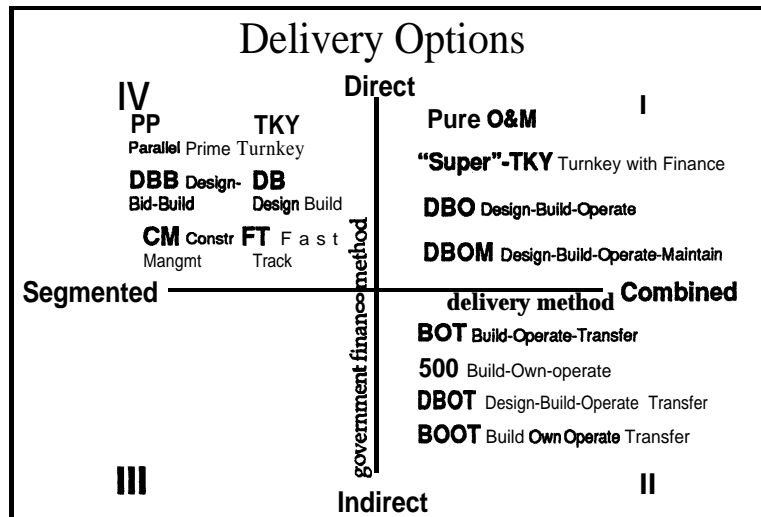 Delivery Options
IV
Direct
I
PP TKY
Parallel Prime Turnkey
DBB Design- DB
Bid-Build Design Build
CM Constr FT F a s t
Mangmt Track
Pure O&M
“Super”-TKY Turnkey with Finance
DBO Design-Build-Operate
DBOM Design-Build-Operate-Maintain
Segmented
government finan∞method
delivery method Combined
BOT Build-Operate-Transfer
500 Build-Own-operate
DBOT Design-Build-Operate Transfer
BOOT Build Own Operate Transfer
III
Indirect
II